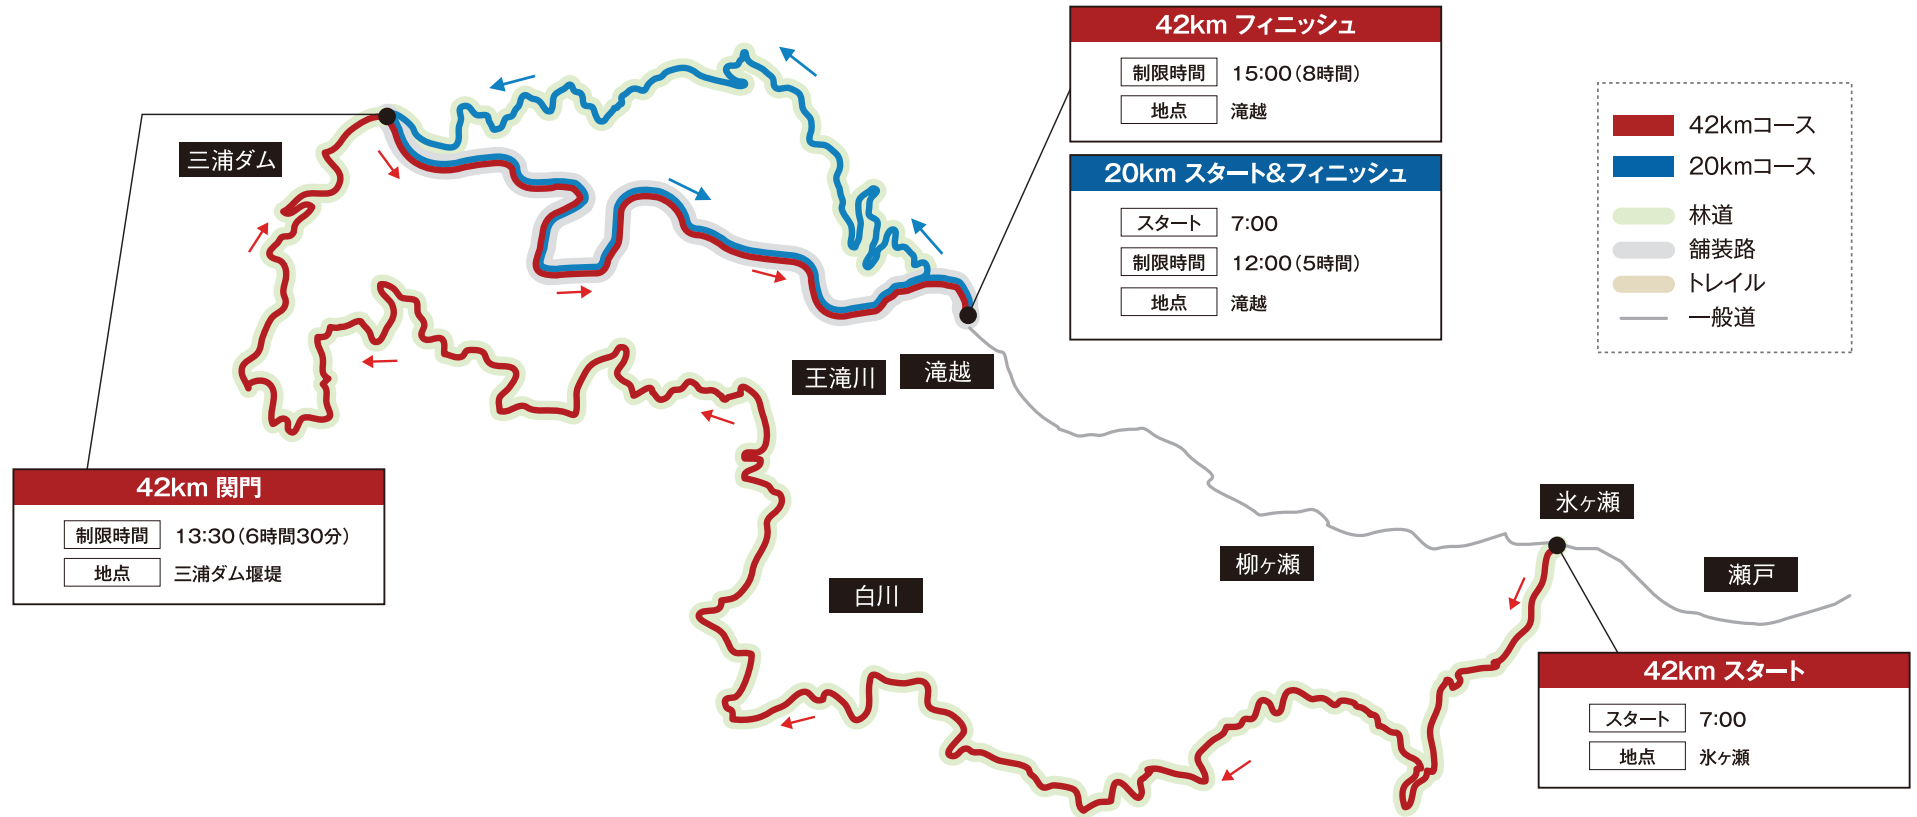 42km フィニッシュ
制限時間 15:00(8時間)
地点 滝越
20km スタート&フィニッシュ
スタート 7:00
制限時間 12:00(5時間)
地点 滝越
42kmコース
20kmコース
林道
舗装路
トレイル
一般道
三浦ダム
王滝川
滝越
42km 関門
制限時間 13:30(6時間30分)
地点 三浦ダム堰堤
氷ヶ瀬
柳ヶ瀬
瀬戸
白川
42km スタート
スタート 7:00
地点 氷ヶ瀬